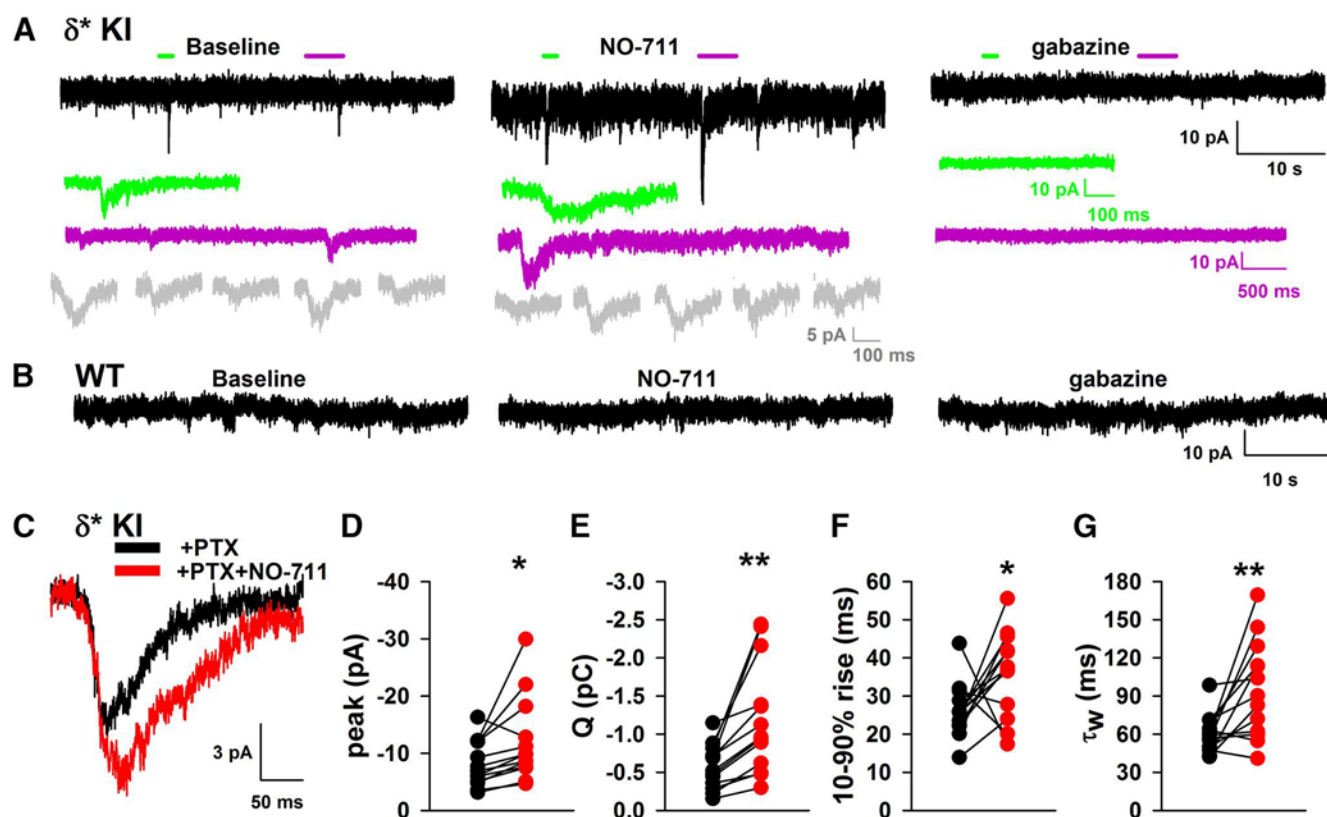 A δ* KI
Baseline
NO-711
gabazine
10 pA
10 s
10 pA
100 ms
10 pA
500 ms
5 pA
100 ms
B WT
Baseline
NO-711
gabazine
10 pA
10 s
C δ* KI
+PTX
+PTX+NO-711
3 pA
50 ms
D
*
peak (pA)
-40
-30
-20
-10
0
E
**
Q (pC)
-3.0
-2.5
-2.0
-1.5
-1.0
-0.5
0.0
F
*
10-90% rise (ms)
60
50
40
30
20
10
0
G
**
τw (ms)
180
150
120
90
60
30
0